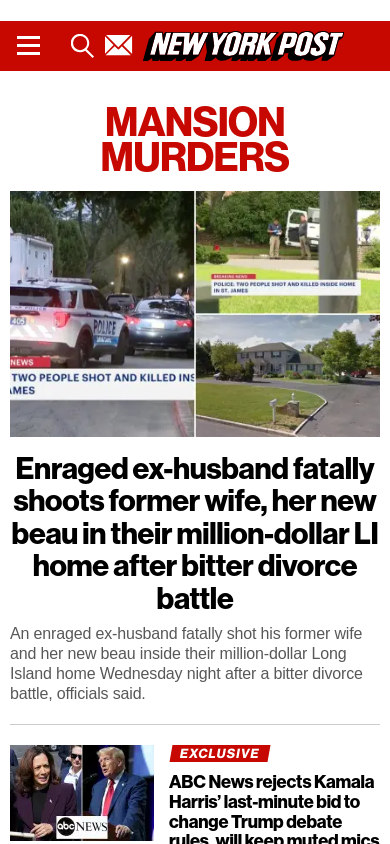 NEW YORK POST
MANSION
MURDERS
POLICE
NEWS
TWO PEOPLE SHOT AND KILLED INS
AMES
BREAKING NEWS
POLICE: TWO PEOPLE SHOT AND KILLED INSIDE HOME
IN ST. JAMES
Enraged ex-husband fatally
shoots former wife, her new
beau in their million-dollar LI
home after bitter divorce
battle
An enraged ex-husband fatally shot his former wife
and her new beau inside their million-dollar Long
Island home Wednesday night after a bitter divorce
battle, officials said.
abc NEWS
EXCLUSIVE
ABC News rejects Kamala
Harris’ last-minute bid to
change Trump debate
rules, will keep muted mics